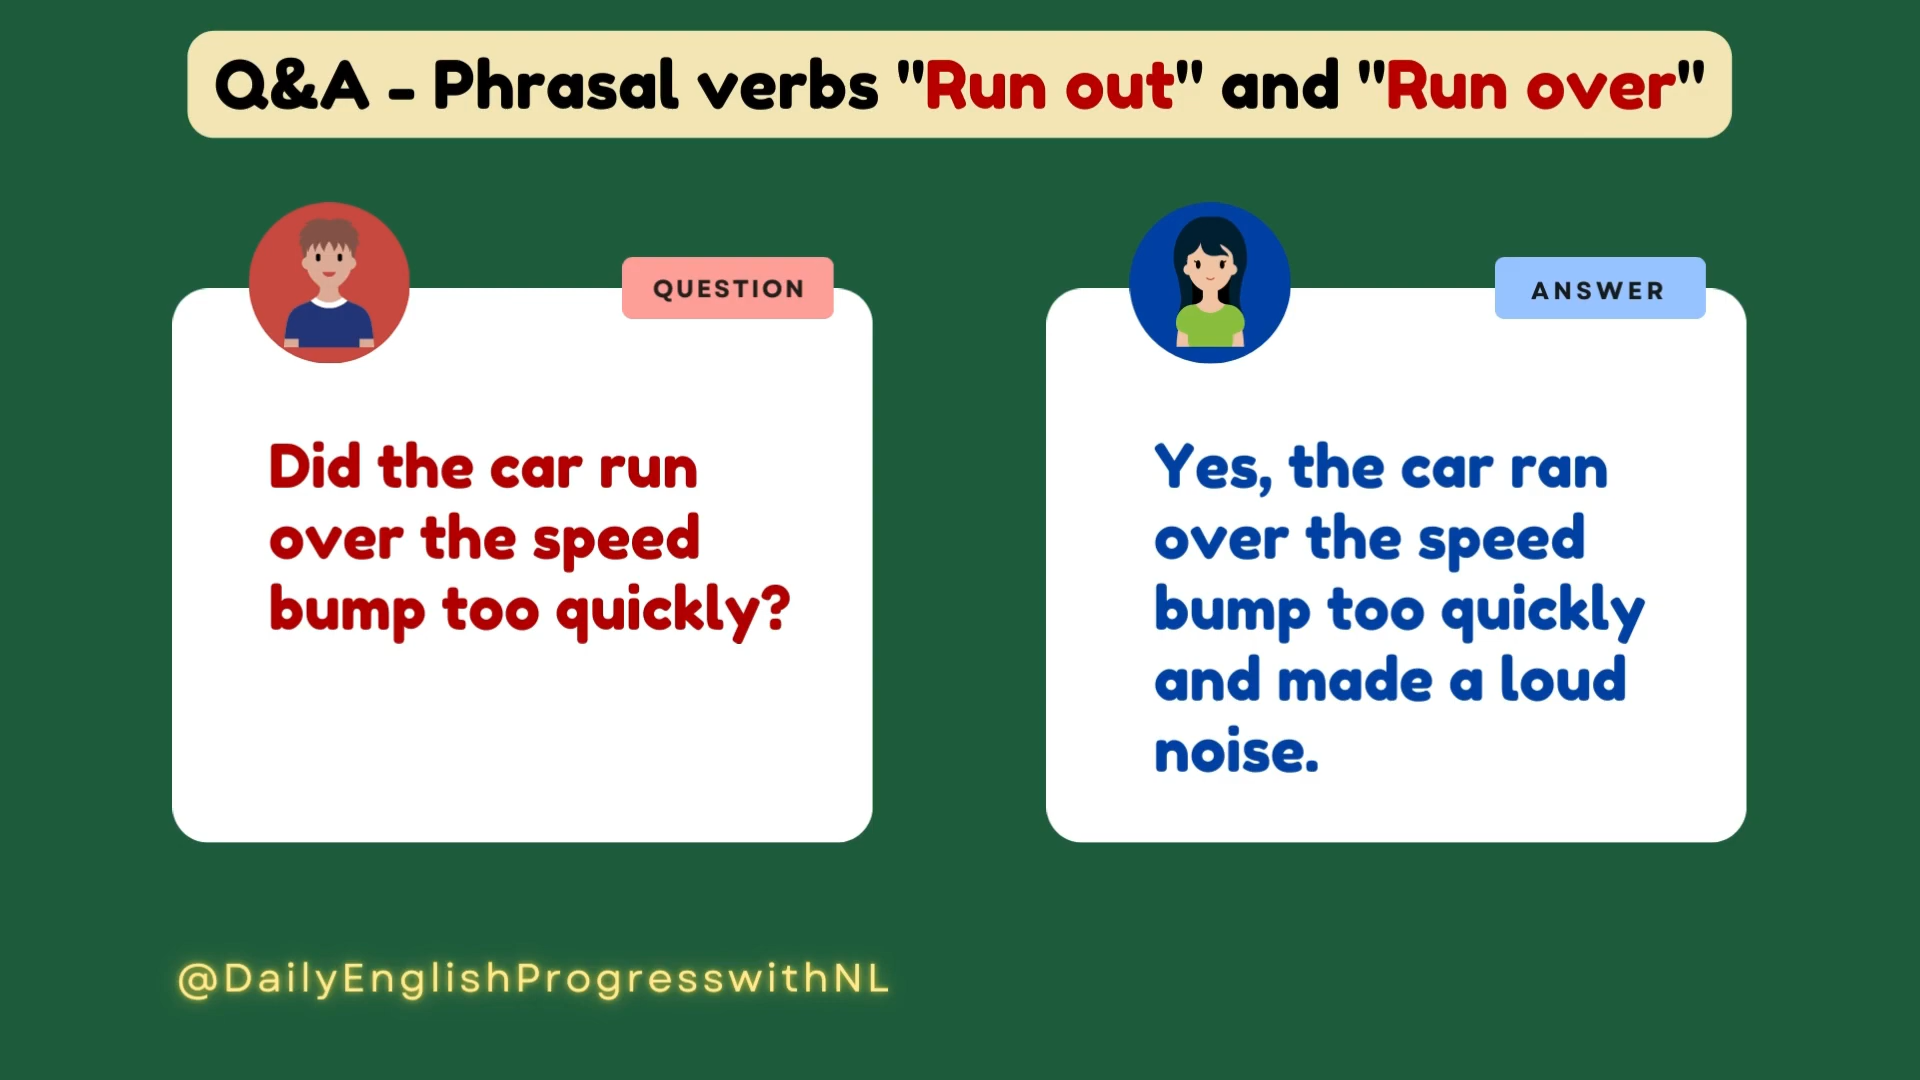 Q&A - Phrasal verbs "Run out" and "Run over"
QUESTION
Did the car run
over the speed
bump too quickly?
ANSWER
Yes, the car ran
over the speed
bump too quickly
and made a loud
noise.
@DailyEnglishProgresswithNL